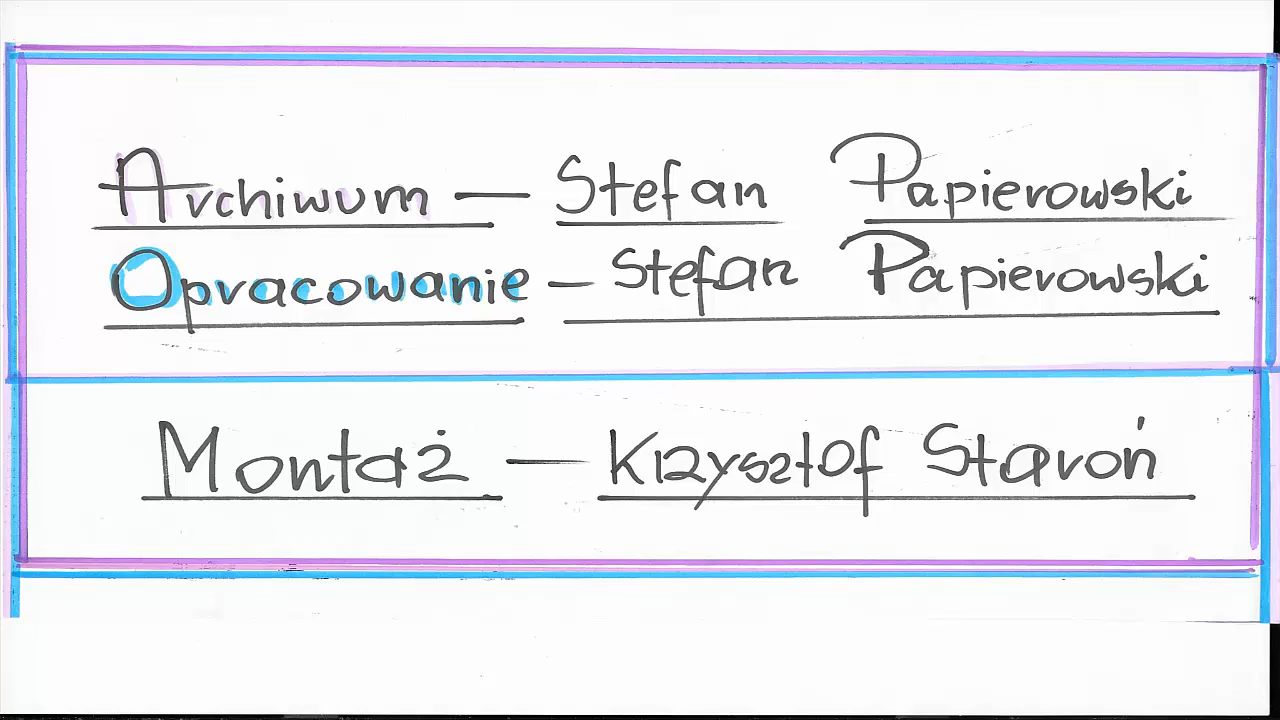 Archiwum — Stefan Papierowski
Opracowanie – Stefan Papierowski
Montaż — Krzysztof Staroń